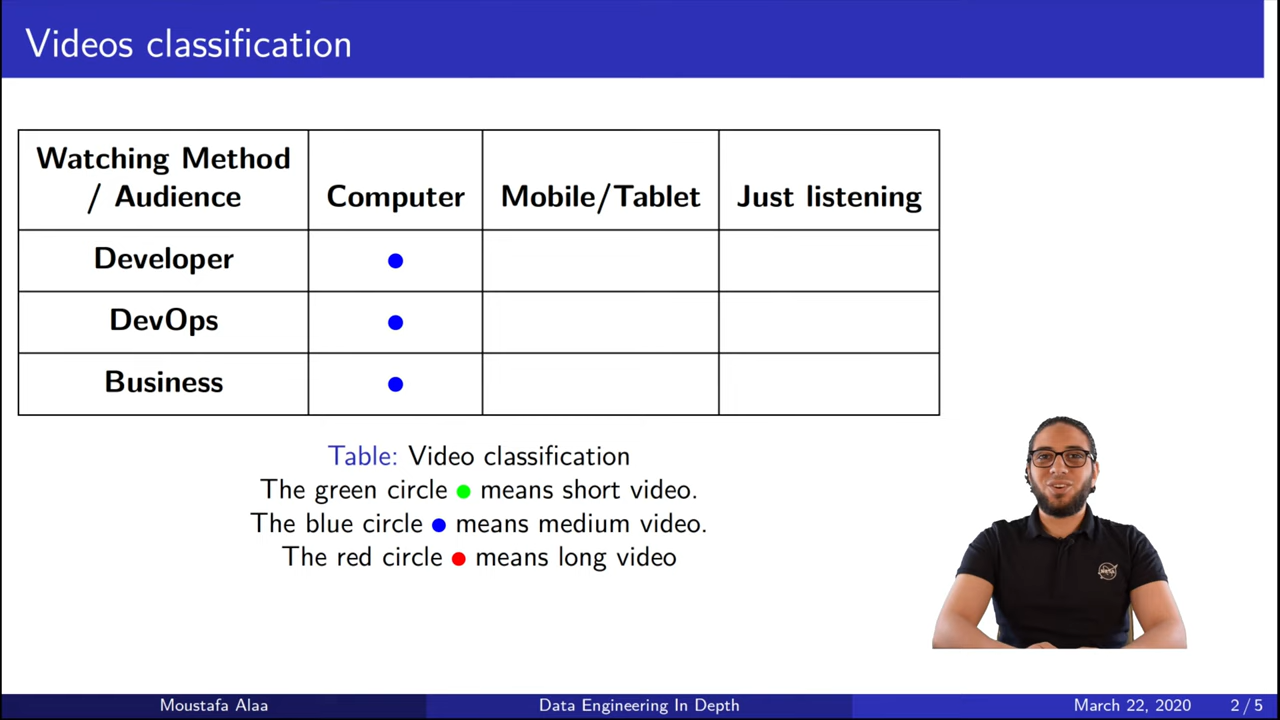 Videos classification
Watching Method
/ Audience
Computer
Mobile/Tablet
Just listening
Developer
DevOps
Business
Table: Video classification
The green circle ● means short video.
The blue circle ● means medium video.
The red circle ● means long video
Moustafa Alaa
Data Engineering In Depth
March 22, 2020
2 / 5